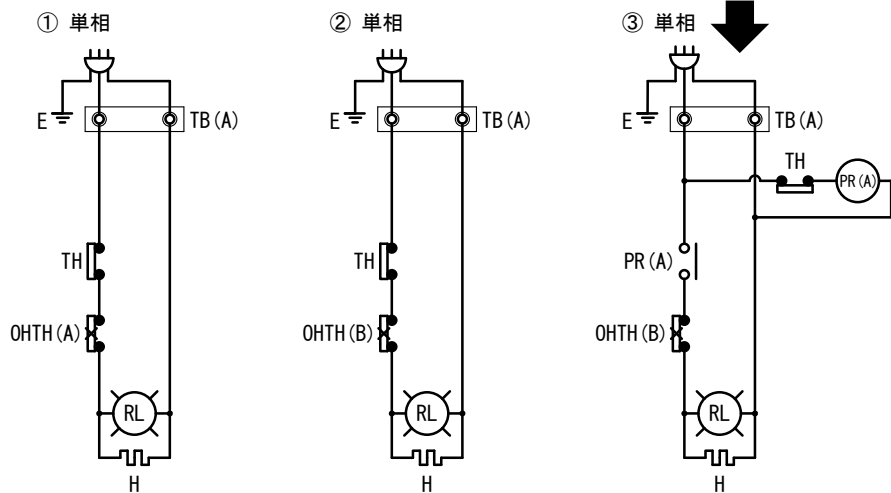 ① 単相
E
TB(A)
TH
OHTH(A)
RL
H
② 単相
E
TB(A)
TH
OHTH(B)
RL
H
③ 単相
E
TB(A)
TH
PR(A)
PR(A)
OHTH(B)
RL
H